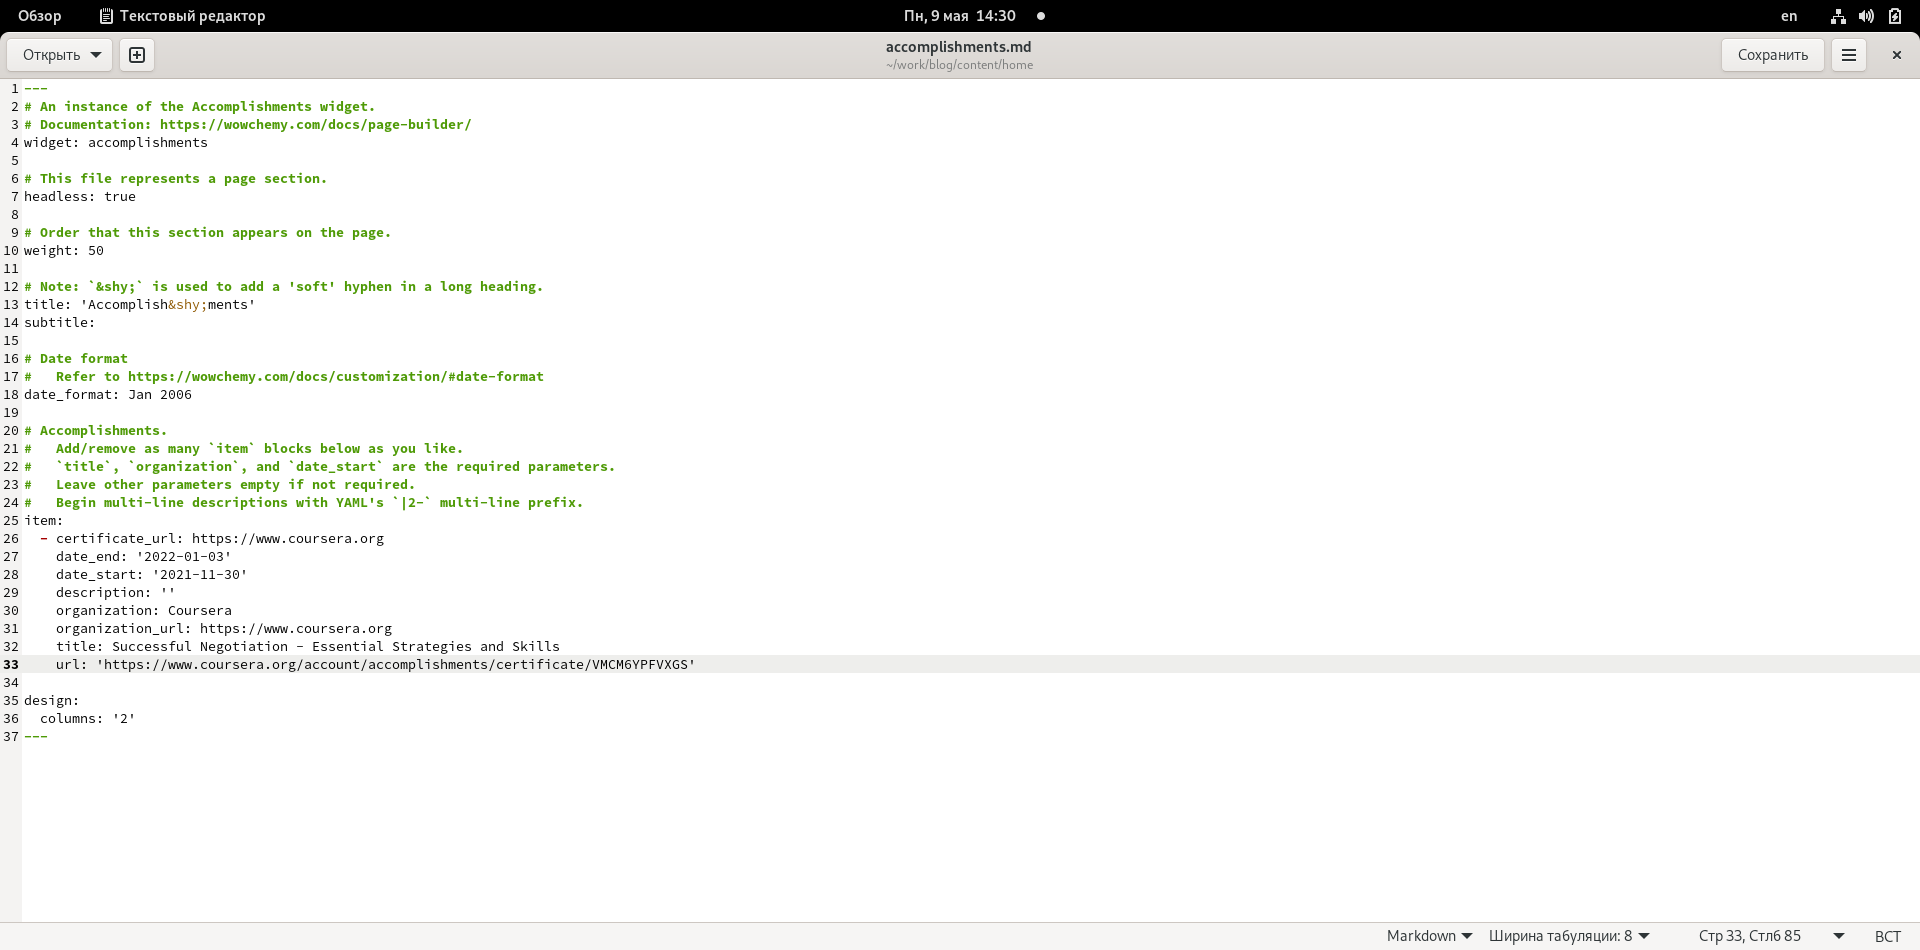 Обзор Текстовый редактор Пн, 9 мая 14:30 en
Открыть accomplishments.md Сохранить
~/work/blog/content/home
1 ---
2 # An instance of the Accomplishments widget.
3 # Documentation: https://wowchemy.com/docs/page-builder/
4 widget: accomplishments
5
6 # This file represents a page section.
7 headless: true
8
9 # Order that this section appears on the page.
10 weight: 50
11
12 # Note: `&shy;` is used to add a 'soft' hyphen in a long heading.
13 title: 'Accomplish&shy;ments'
14 subtitle:
15
16 # Date format
17 #   Refer to https://wowchemy.com/docs/customization/#date-format
18 date_format: Jan 2006
19
20 # Accomplishments.
21 #   Add/remove as many `item` blocks below as you like.
22 #   `title`, `organization`, and `date_start` are the required parameters.
23 #   Leave other parameters empty if not required.
24 #   Begin multi-line descriptions with YAML's `|2-` multi-line prefix.
25 item:
26   - certificate_url: https://www.coursera.org
27     date_end: '2022-01-03'
28     date_start: '2021-11-30'
29     description: ''
30     organization: Coursera
31     organization_url: https://www.coursera.org
32     title: Successful Negotiation - Essential Strategies and Skills
33     url: 'https://www.coursera.org/account/accomplishments/certificate/VMCM6YPFVXGS'
34
35 design:
36   columns: '2'
37 ---
Markdown Ширина табуляции: 8 Стр 33, Стлб 85 ВСТ